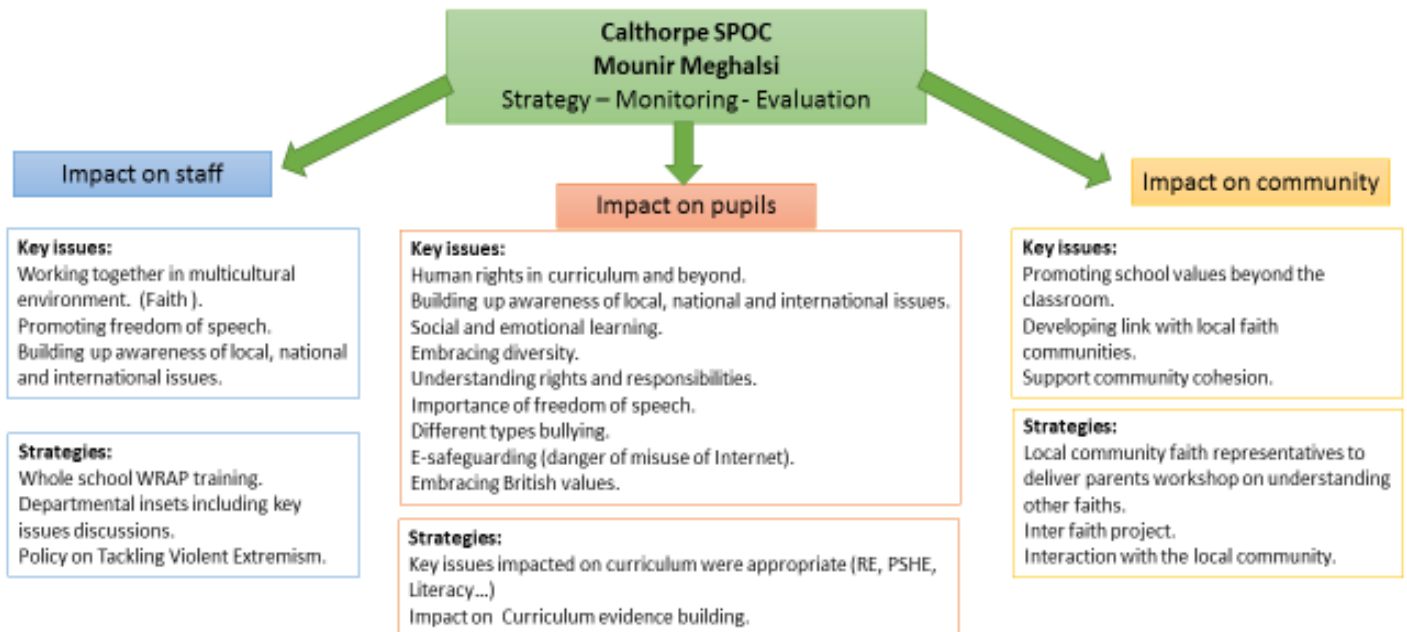 Calthorpe SPOC
Mounir Meghalsi
Strategy – Monitoring - Evaluation
Impact on staff
Key issues:
Working together in multicultural
environment. (Faith ).
Promoting freedom of speech.
Building up awareness of local, national
and international issues.
Strategies:
Whole school WRAP training.
Departmental insets including key
issues discussions.
Policy on Tackling Violent Extremism.
Impact on pupils
Key issues:
Human rights in curriculum and beyond.
Building up awareness of local, national and international issues.
Social and emotional learning.
Embracing diversity.
Understanding rights and responsibilities.
Importance of freedom of speech.
Different types bullying.
E-safeguarding (danger of misuse of Internet).
Embracing British values.
Strategies:
Key issues impacted on curriculum were appropriate (RE, PSHE,
Literacy...)
Impact on Curriculum evidence building.
Impact on community
Key issues:
Promoting school values beyond the
classroom.
Developing link with local faith
communities.
Support community cohesion.
Strategies:
Local community faith representatives to
deliver parents workshop on understanding
other faiths.
Inter faith project.
Interaction with the local community.